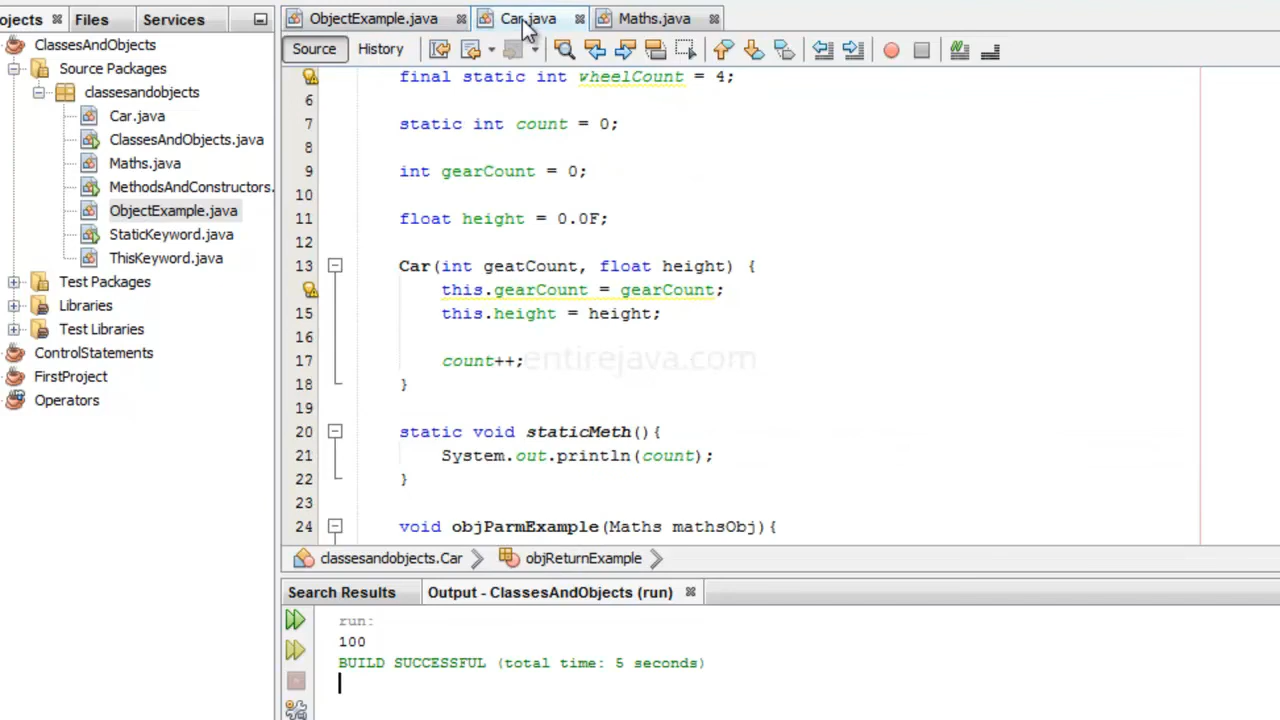 ojects Files Services
ObjectExample.java Car.java Maths.java
Source History
ClassesAndObjects
Source Packages
classesandobjects
Car.java
ClassesAndObjects.java
Maths.java
MethodsAndConstructors.
ObjectExample.java
StaticKeyword.java
ThisKeyword.java
Test Packages
Libraries
Test Libraries
ControlStatements
FirstProject
Operators
final static int wheelCount = 4;
6
7 static int count = 0;
8
9 int gearCount = 0;
10
11 float height = 0.0F;
12
13 Car(int geatCount, float height) {
this.gearCount = gearCount;
15 this.height = height;
16
17 count++;
entirejava.com
18 }
19
20 static void staticMeth(){
21 System.out.println(count);
22 }
23
24 void objParmExample(Maths mathsObj){
classesandobjects.Car objReturnExample
Search Results Output - ClassesAndObjects (run)
run:
100
BUILD SUCCESSFUL (total time: 5 seconds)